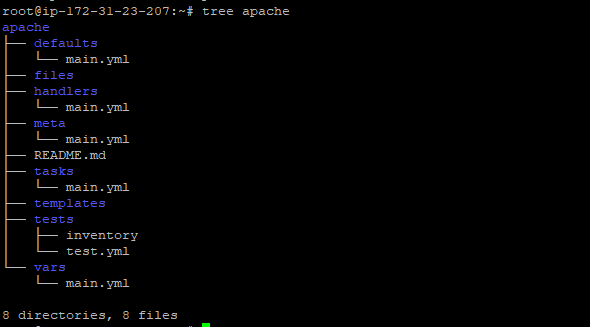 root@ip-172-31-23-207:~# tree apache
apache
├── defaults
│   └── main.yml
├── files
├── handlers
│   └── main.yml
├── meta
│   └── main.yml
├── README.md
├── tasks
│   └── main.yml
├── templates
├── tests
│   ├── inventory
│   └── test.yml
└── vars
    └── main.yml

8 directories, 8 files